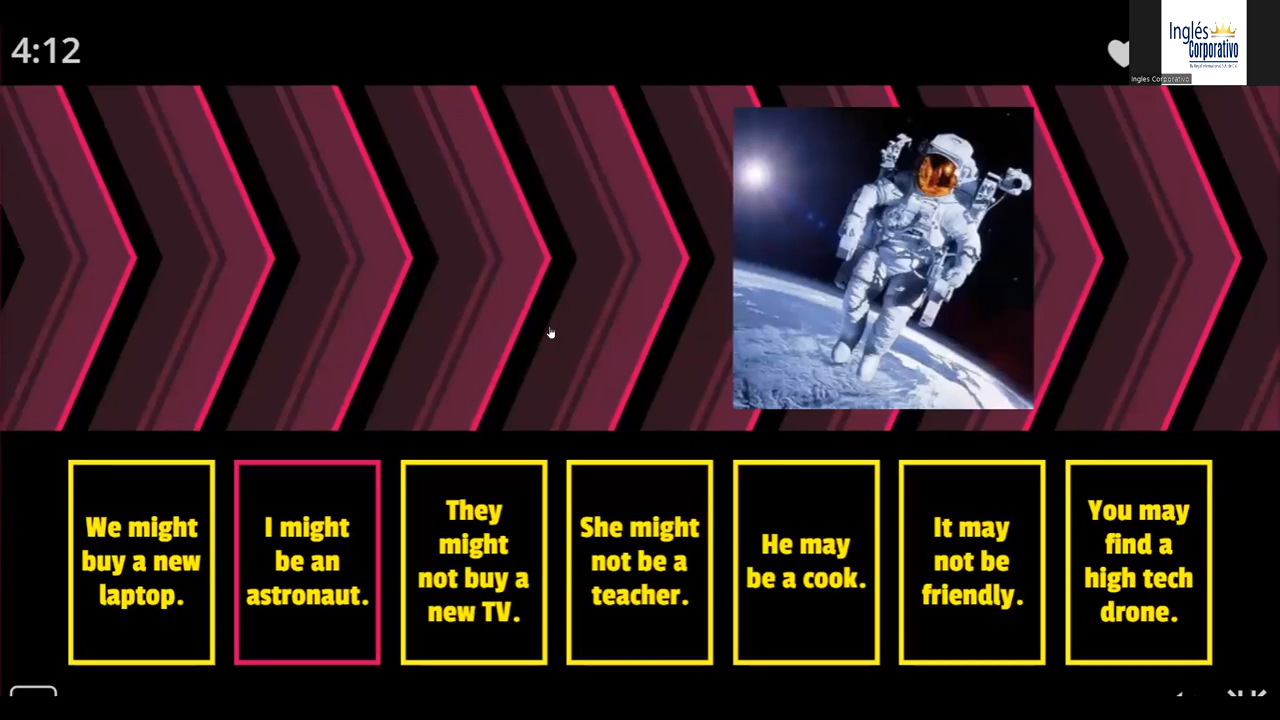 4:12
Inglés
Corporativo
Ingles Corporativo
We might
buy a new
laptop.
I might
be an
astronaut.
They
might
not buy a
new TV.
She might
not be a
teacher.
He may
be a cook.
It may
not be
friendly.
You may
find a
high tech
drone.